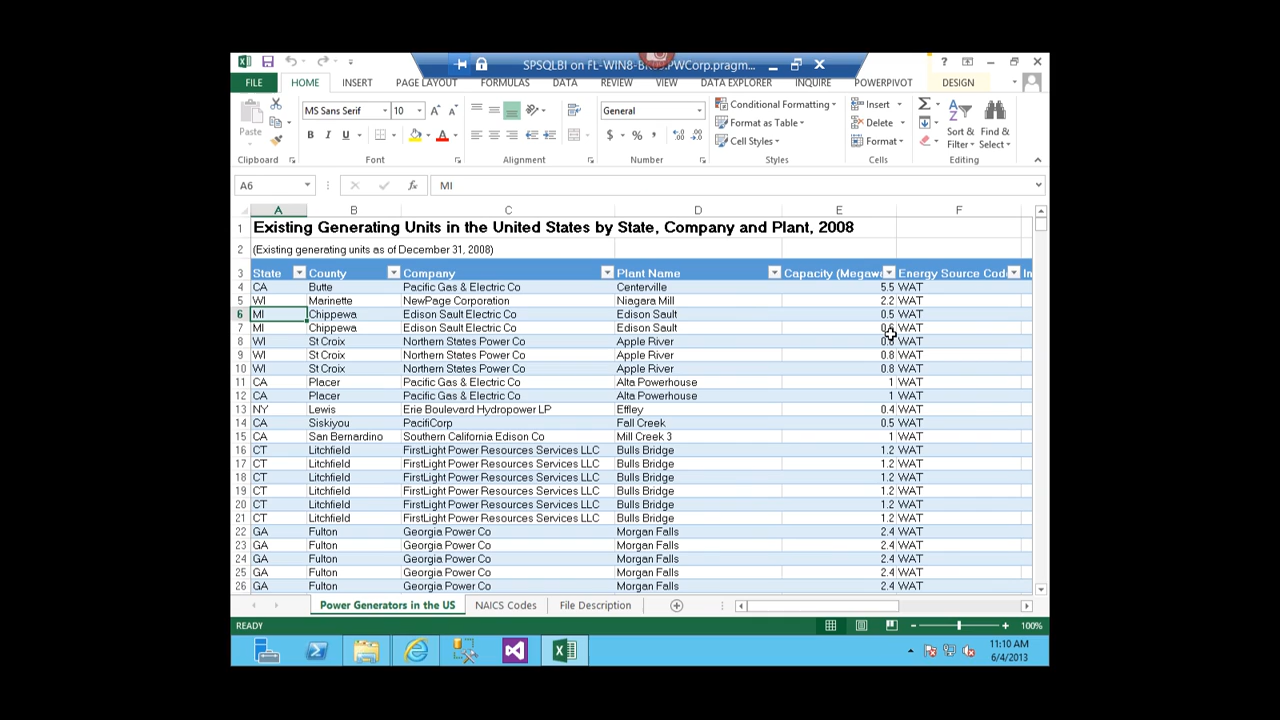 SPSQLBI on FL-WIN8-BK09.PWCorp.pragm...
FILE HOME INSERT PAGE LAYOUT FORMULAS DATA REVIEW VIEW DATA EXPLORER INQUIRE POWERPIVOT DESIGN
Paste
MS Sans Serif 10
B I U
General
$ % ,
Conditional Formatting
Format as Table
Cell Styles
Insert
Delete
Format
Sort & Filter
Find & Select
Clipboard Font Alignment Number Styles Cells Editing
A6 fx MI
A B C D E F
1 Existing Generating Units in the United States by State, Company and Plant, 2008
2 (Existing generating units as of December 31, 2008)
3 State County Company Plant Name Capacity (Megaw Energy Source Cod In
4 CA Butte Pacific Gas & Electric Co Centerville 5.5 WAT
5 WI Marinette NewPage Corporation Niagara Mill 2.2 WAT
6 MI Chippewa Edison Sault Electric Co Edison Sault 0.5 WAT
7 MI Chippewa Edison Sault Electric Co Edison Sault WAT
8 WI St Croix Northern States Power Co Apple River WAT
9 WI St Croix Northern States Power Co Apple River 0.8 WAT
10 WI St Croix Northern States Power Co Apple River 0.8 WAT
11 CA Placer Pacific Gas & Electric Co Alta Powerhouse 1 WAT
12 CA Placer Pacific Gas & Electric Co Alta Powerhouse 1 WAT
13 NY Lewis Erie Boulevard Hydropower LP Effley 0.4 WAT
14 CA Siskiyou PacifiCorp Fall Creek 0.5 WAT
15 CA San Bernardino Southern California Edison Co Mill Creek 3 1 WAT
16 CT Litchfield FirstLight Power Resources Services LLC Bulls Bridge 1.2 WAT
17 CT Litchfield FirstLight Power Resources Services LLC Bulls Bridge 1.2 WAT
18 CT Litchfield FirstLight Power Resources Services LLC Bulls Bridge 1.2 WAT
19 CT Litchfield FirstLight Power Resources Services LLC Bulls Bridge 1.2 WAT
20 CT Litchfield FirstLight Power Resources Services LLC Bulls Bridge 1.2 WAT
21 CT Litchfield FirstLight Power Resources Services LLC Bulls Bridge 1.2 WAT
22 GA Fulton Georgia Power Co Morgan Falls 2.4 WAT
23 GA Fulton Georgia Power Co Morgan Falls 2.4 WAT
24 GA Fulton Georgia Power Co Morgan Falls 2.4 WAT
25 GA Fulton Georgia Power Co Morgan Falls 2.4 WAT
26 GA Fulton Georgia Power Co Morgan Falls 2.4 WAT
Power Generators in the US NAICS Codes File Description
READY 100%
11:10 AM
6/4/2013